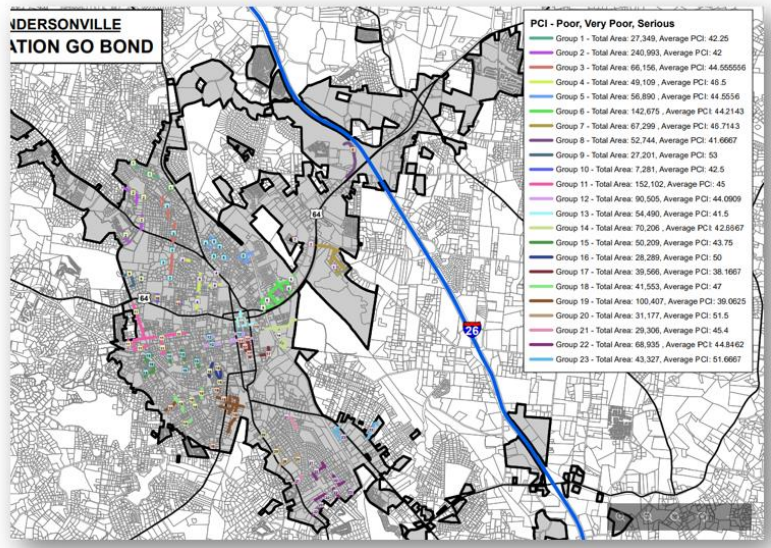 NDERSONVILLE
ATION GO BOND
PCI - Poor, Very Poor, Serious
Group 1 - Total Area: 27,349, Average PCI: 42.25
Group 2 - Total Area: 240,993, Average PCI: 42
Group 3 - Total Area: 66,156, Average PCI: 44.555556
Group 4 - Total Area: 49,109, Average PCI: 46.5
Group 5 - Total Area: 56,890, Average PCI: 44.5556
Group 6 - Total Area: 142,675 , Average PCI: 44.2143
Group 7 - Total Area: 67,299, Average PCI: 45.7143
Group 8 - Total Area: 52,744, Average PCI: 41.6667
Group 9 - Total Area: 27,201, Average PCI: 53
Group 10 - Total Area: 7,281, Average PCI: 42.5
Group 11 - Total Area: 152,102, Average PCI: 45
Group 12 - Total Area: 90,505, Average PCI: 44.0909
Group 13 - Total Area: 54,490, Average PCI: 41.5
Group 14 - Total Area: 70,206, Average PCI: 42.6667
Group 15 - Total Area: 50,209, Average PCI: 43.75
Group 16 - Total Area: 28,289, Average PCI: 50
Group 17 - Total Area: 39,566, Average PCI: 38.1667
Group 18 - Total Area: 41,553, Average PCI: 47
Group 19 - Total Area: 100,407, Average PCI: 39.0625
Group 20 - Total Area: 31,177, Average PCI: 51.5
Group 21 - Total Area: 29,306, Average PCI: 45.4
Group 22 - Total Area: 68,935, Average PCI: 44.8462
Group 23 - Total Area: 43,327, Average PCI: 51.6667
64
64
26